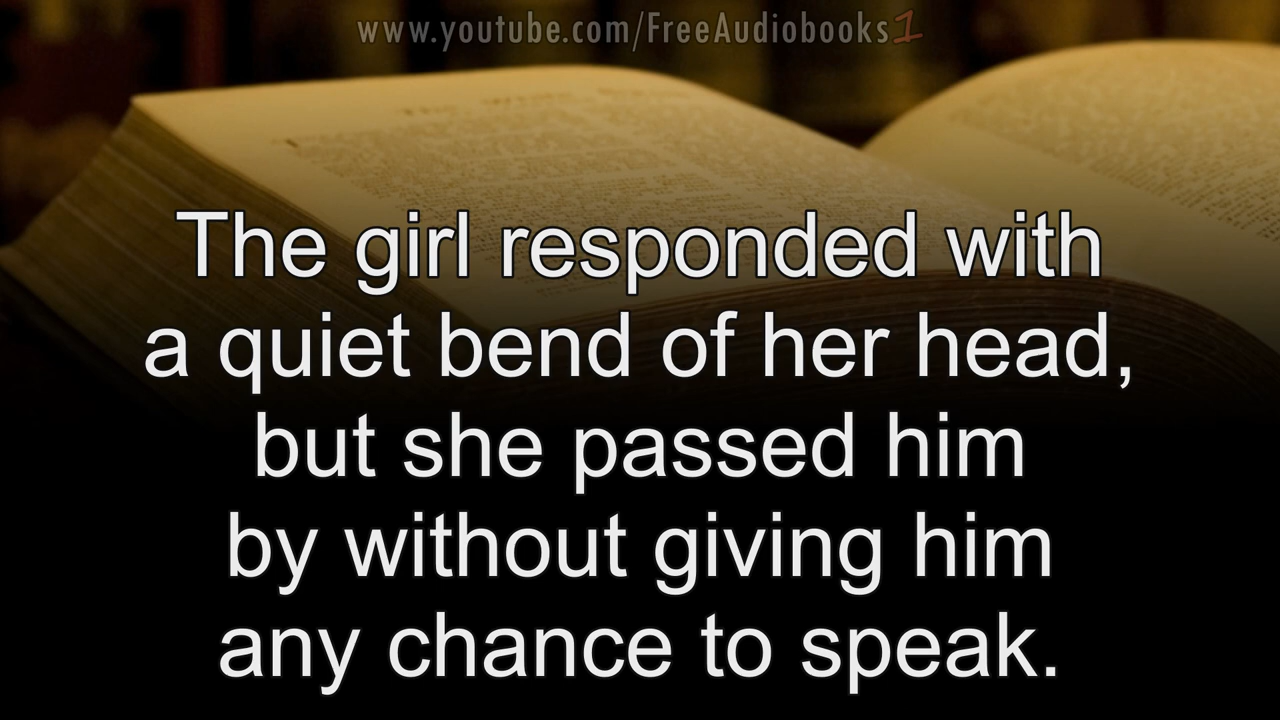 www.youtube.com/FreeAudiobooks1
The girl responded with
a quiet bend of her head,
but she passed him
by without giving him
any chance to speak.